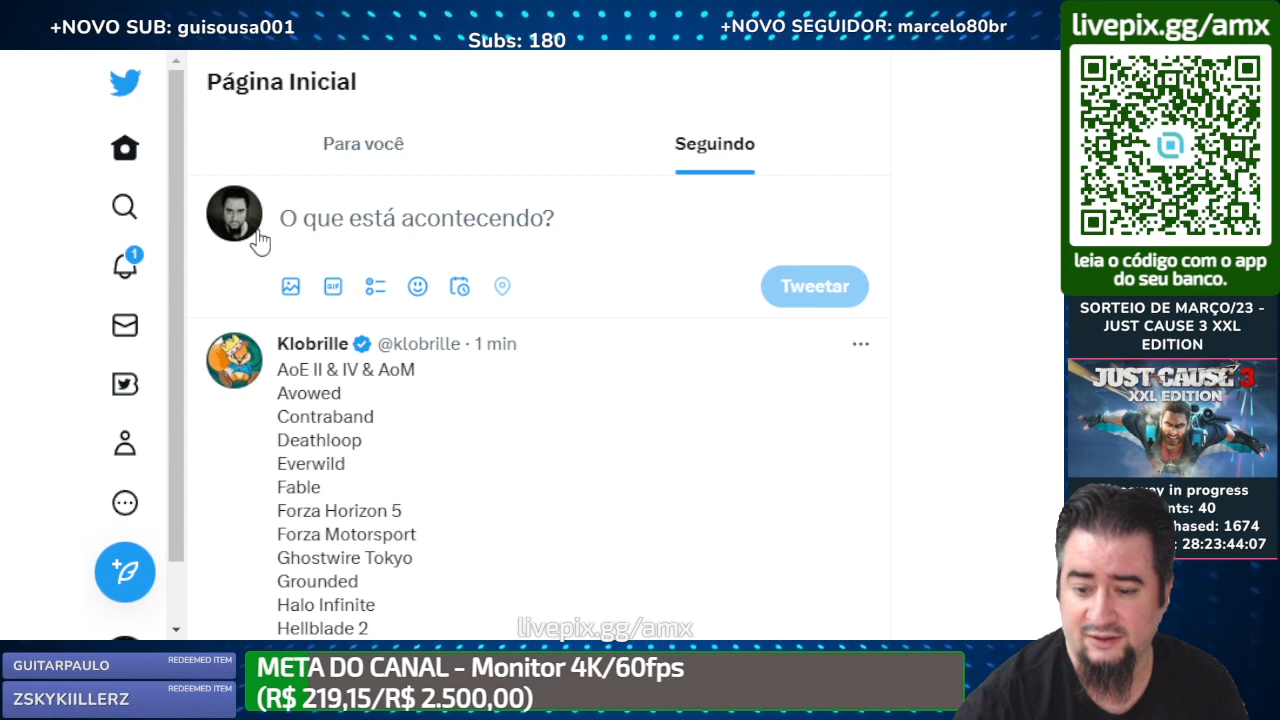 +NOVO SUB: guisousa001
Subs: 180
+NOVO SEGUIDOR: marcelo80br
livepix.gg/amx
leia o código com o app
do seu banco.
Página Inicial
Para você
Seguindo
O que está acontecendo?
GIF
Tweetar
1
Klobrille @klobrille · 1 min
AoE II & IV & AoM
Avowed
Contraband
Deathloop
Everwild
Fable
Forza Horizon 5
Forza Motorsport
Ghostwire Tokyo
Grounded
Halo Infinite
Hellblade 2
livepix.gg/amx
SORTEIO DE MARÇO/23 -
JUST CAUSE 3 XXL
EDITION
JUST CAUSE 3
XXL EDITION
in progress
: 40
: 1674
: 28:23:44:07
GUITARPAULO
REDEEMED ITEM
ZSKYKIILLERZ
REDEEMED ITEM
META DO CANAL - Monitor 4K/60fps
(R$ 219,15/R$ 2.500,00)